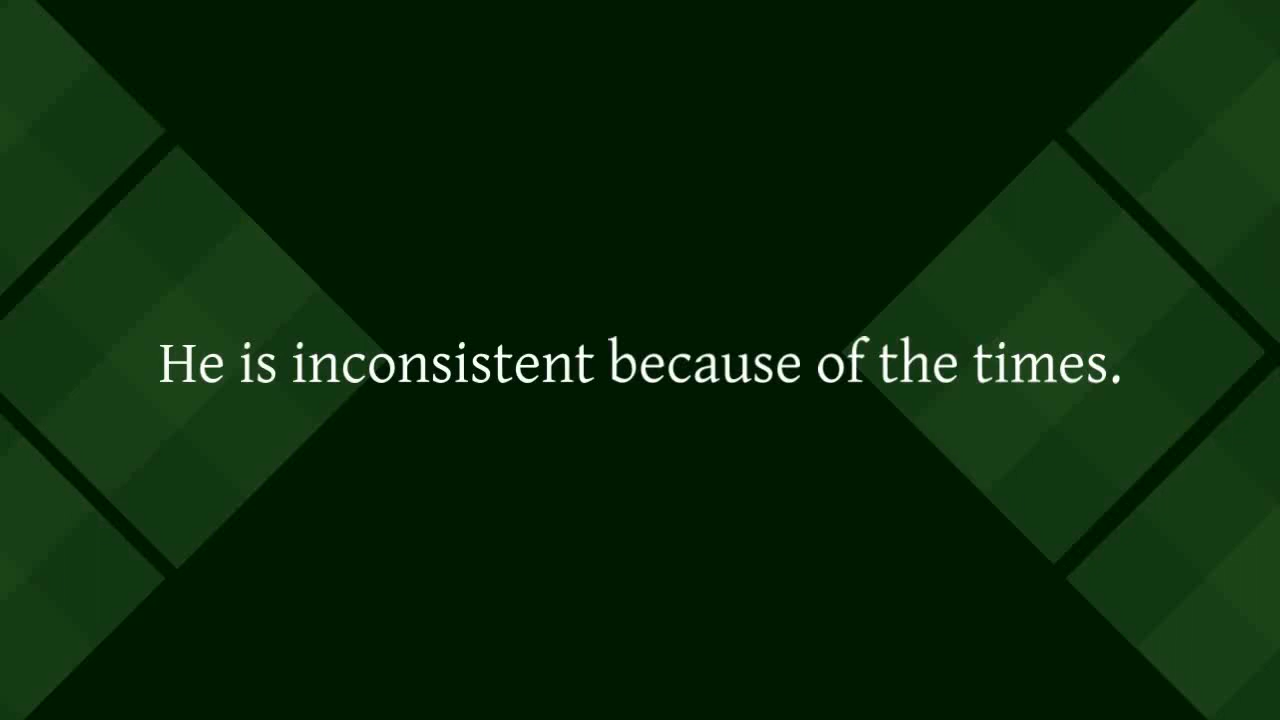 He is inconsistent because of the times.